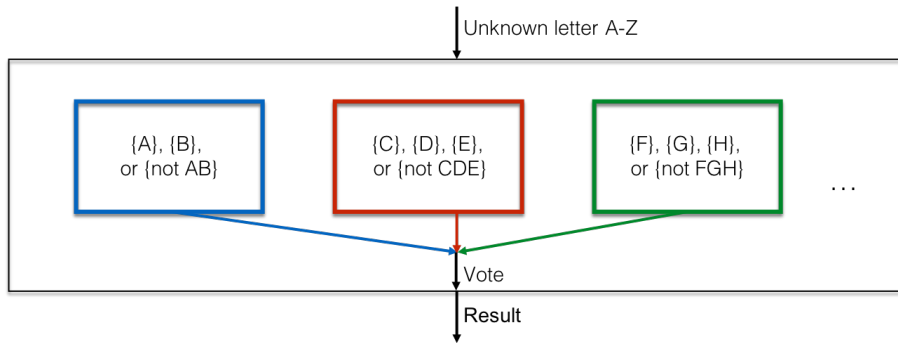 Unknown letter A-Z
{A}, {B},
or {not AB}
{C}, {D}, {E},
or {not CDE}
{F}, {G}, {H},
or {not FGH}
...
Vote
Result